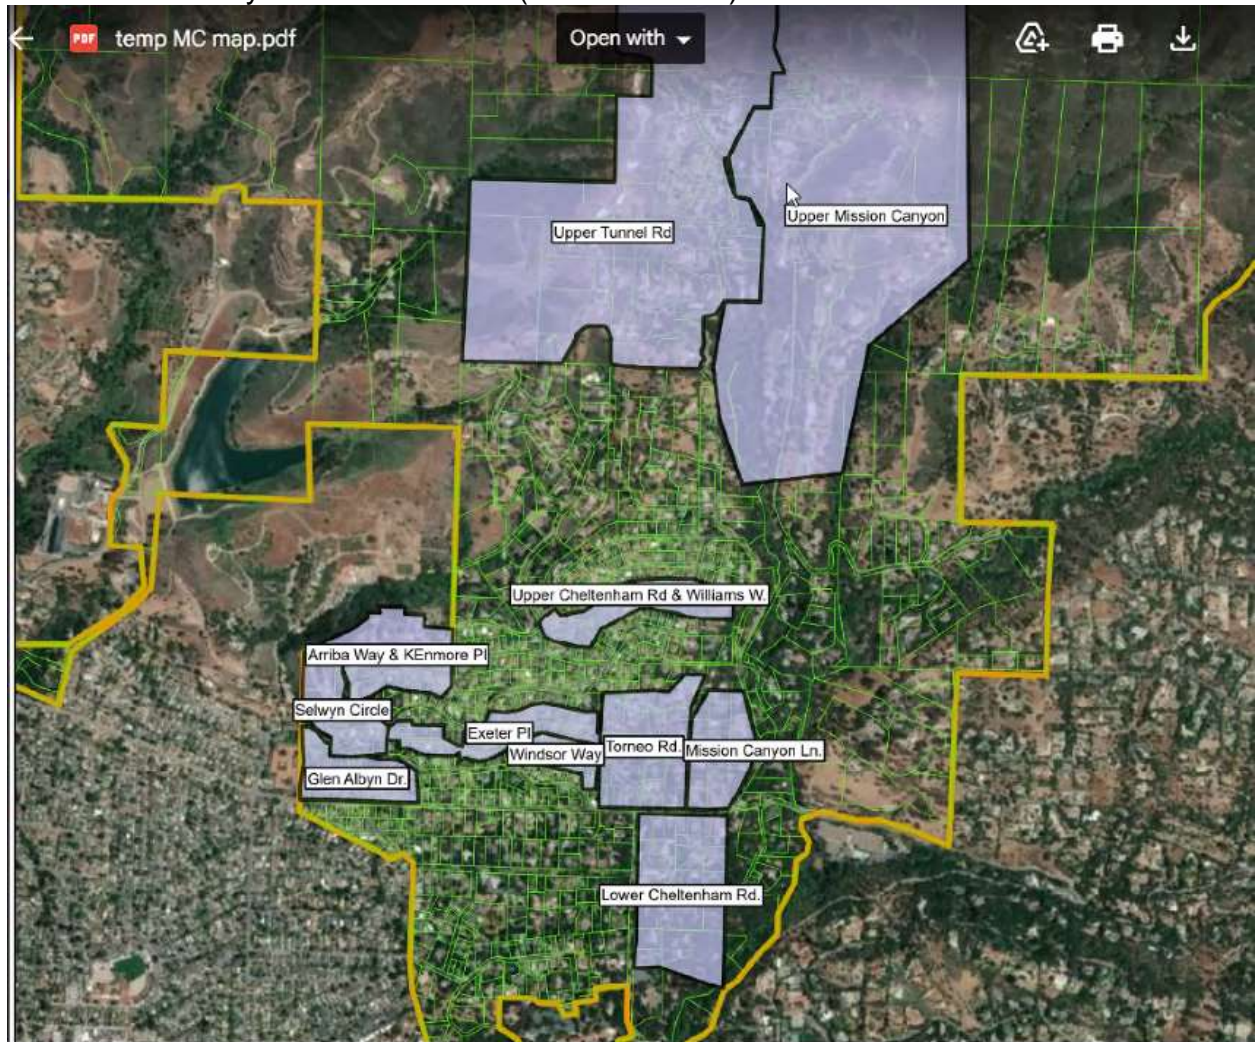 temp MC map.pdf
Open with
PDF
Upper Mission Canyon
Upper Tunnel Rd
Upper Cheltenham Rd & Williams W.
Arriba Way & KEnmore Pl
Selwyn Circle
Exeter Pl
Windsor Way
Torneo Rd.
Mission Canyon Ln.
Glen Albyn Dr.
Lower Cheltenham Rd.